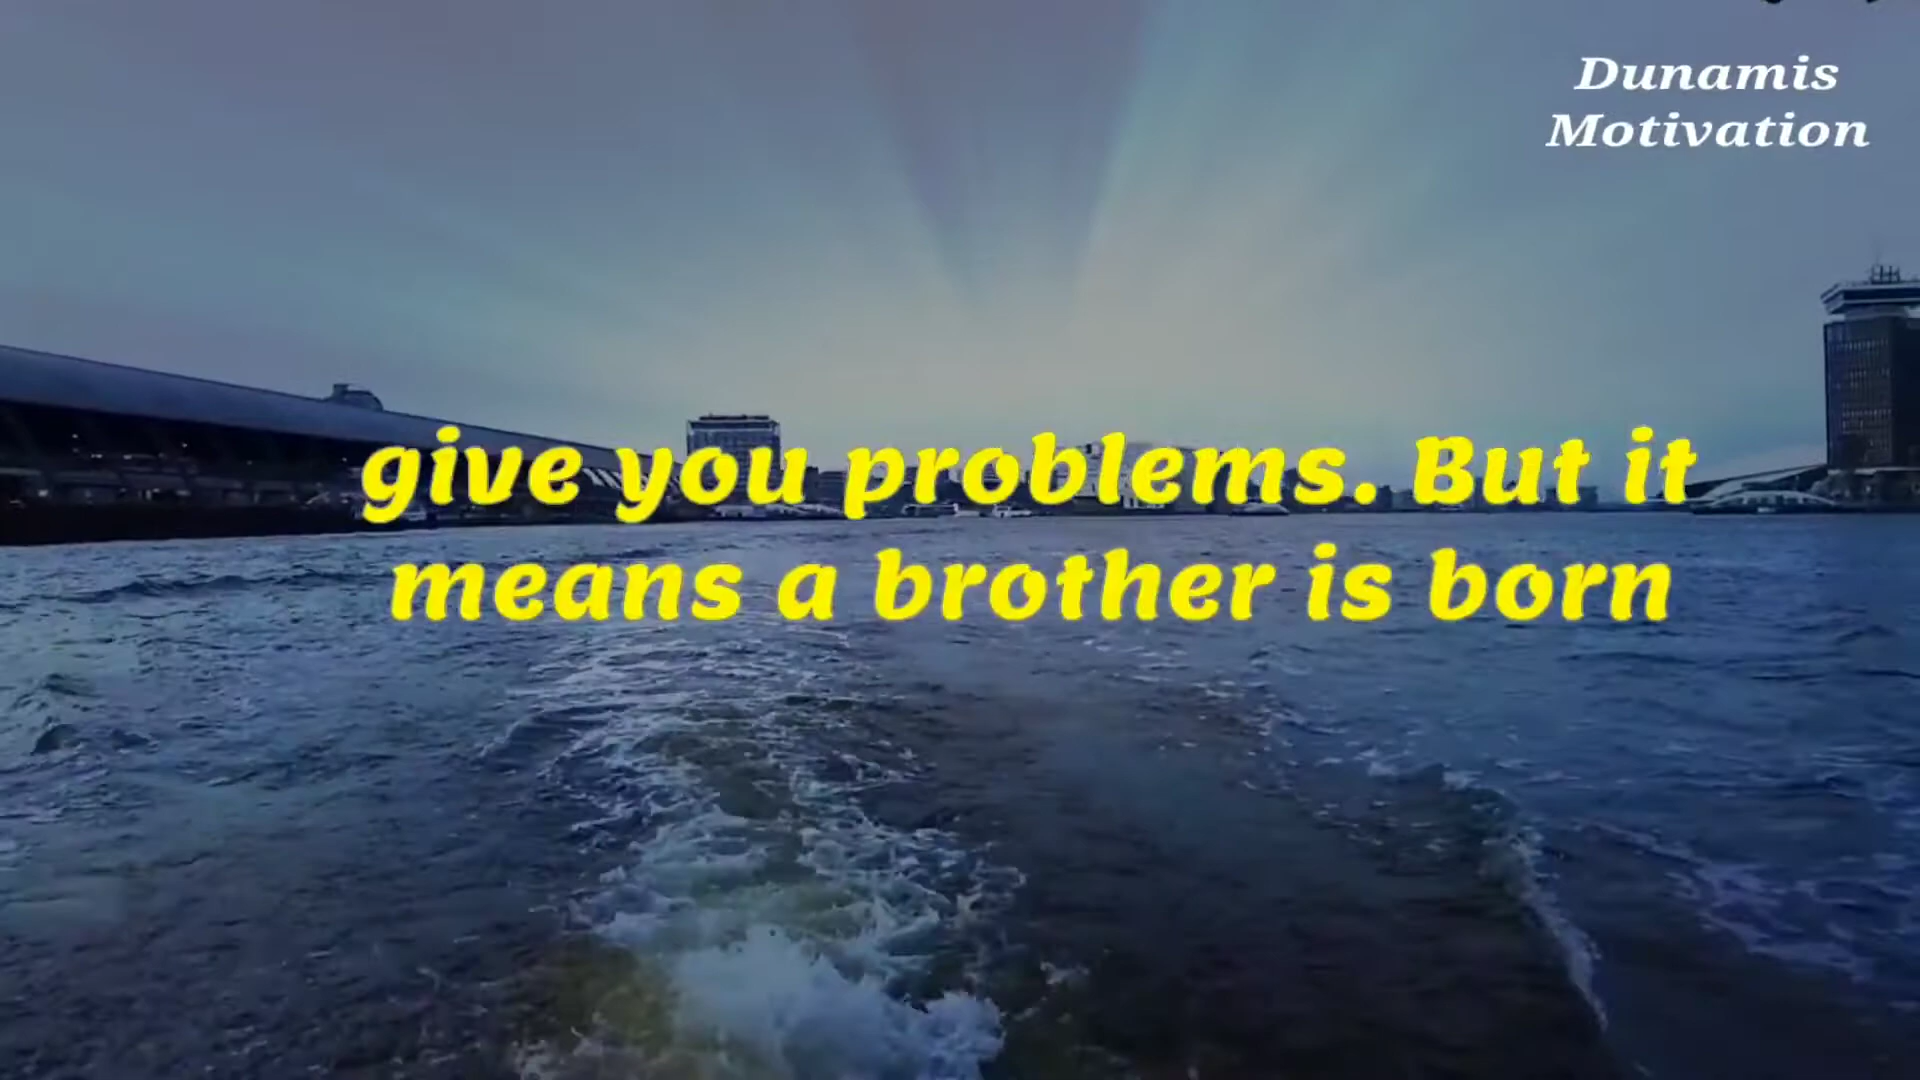 Dunamis
Motivation
give you problems. But it
means a brother is born